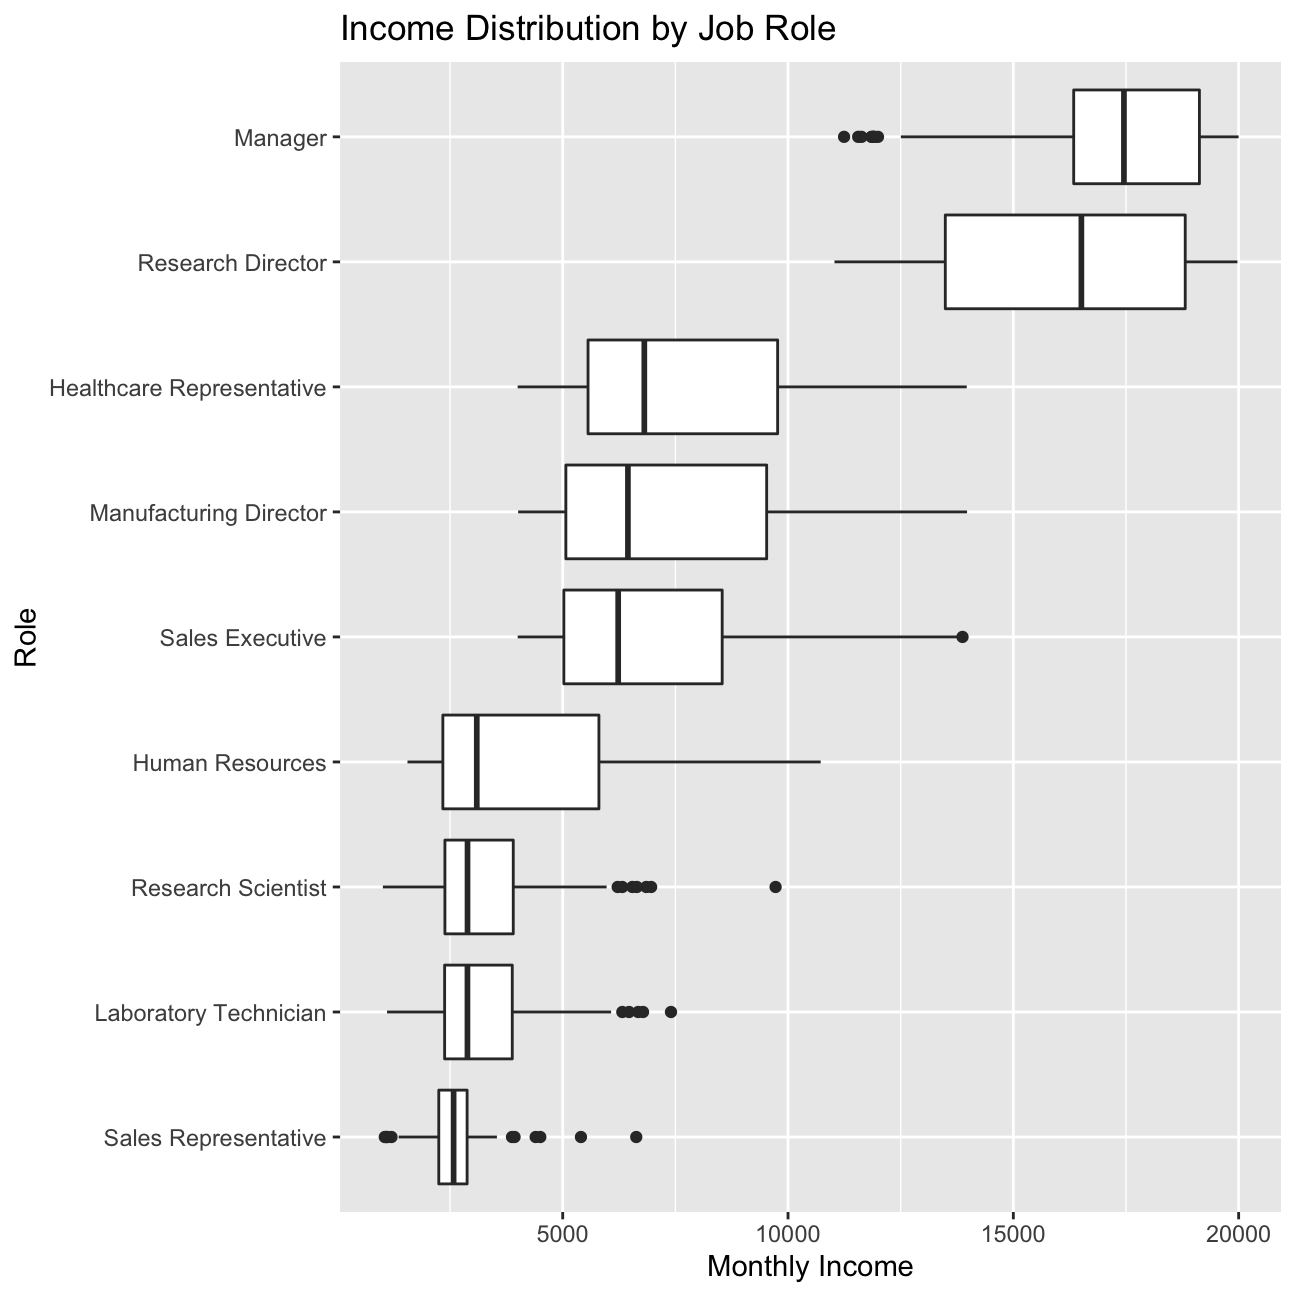 Income Distribution by Job Role
Manager
Research Director
Healthcare Representative
Manufacturing Director
Sales Executive
Human Resources
Research Scientist
Laboratory Technician
Sales Representative
Role
5000 10000 15000 20000
Monthly Income